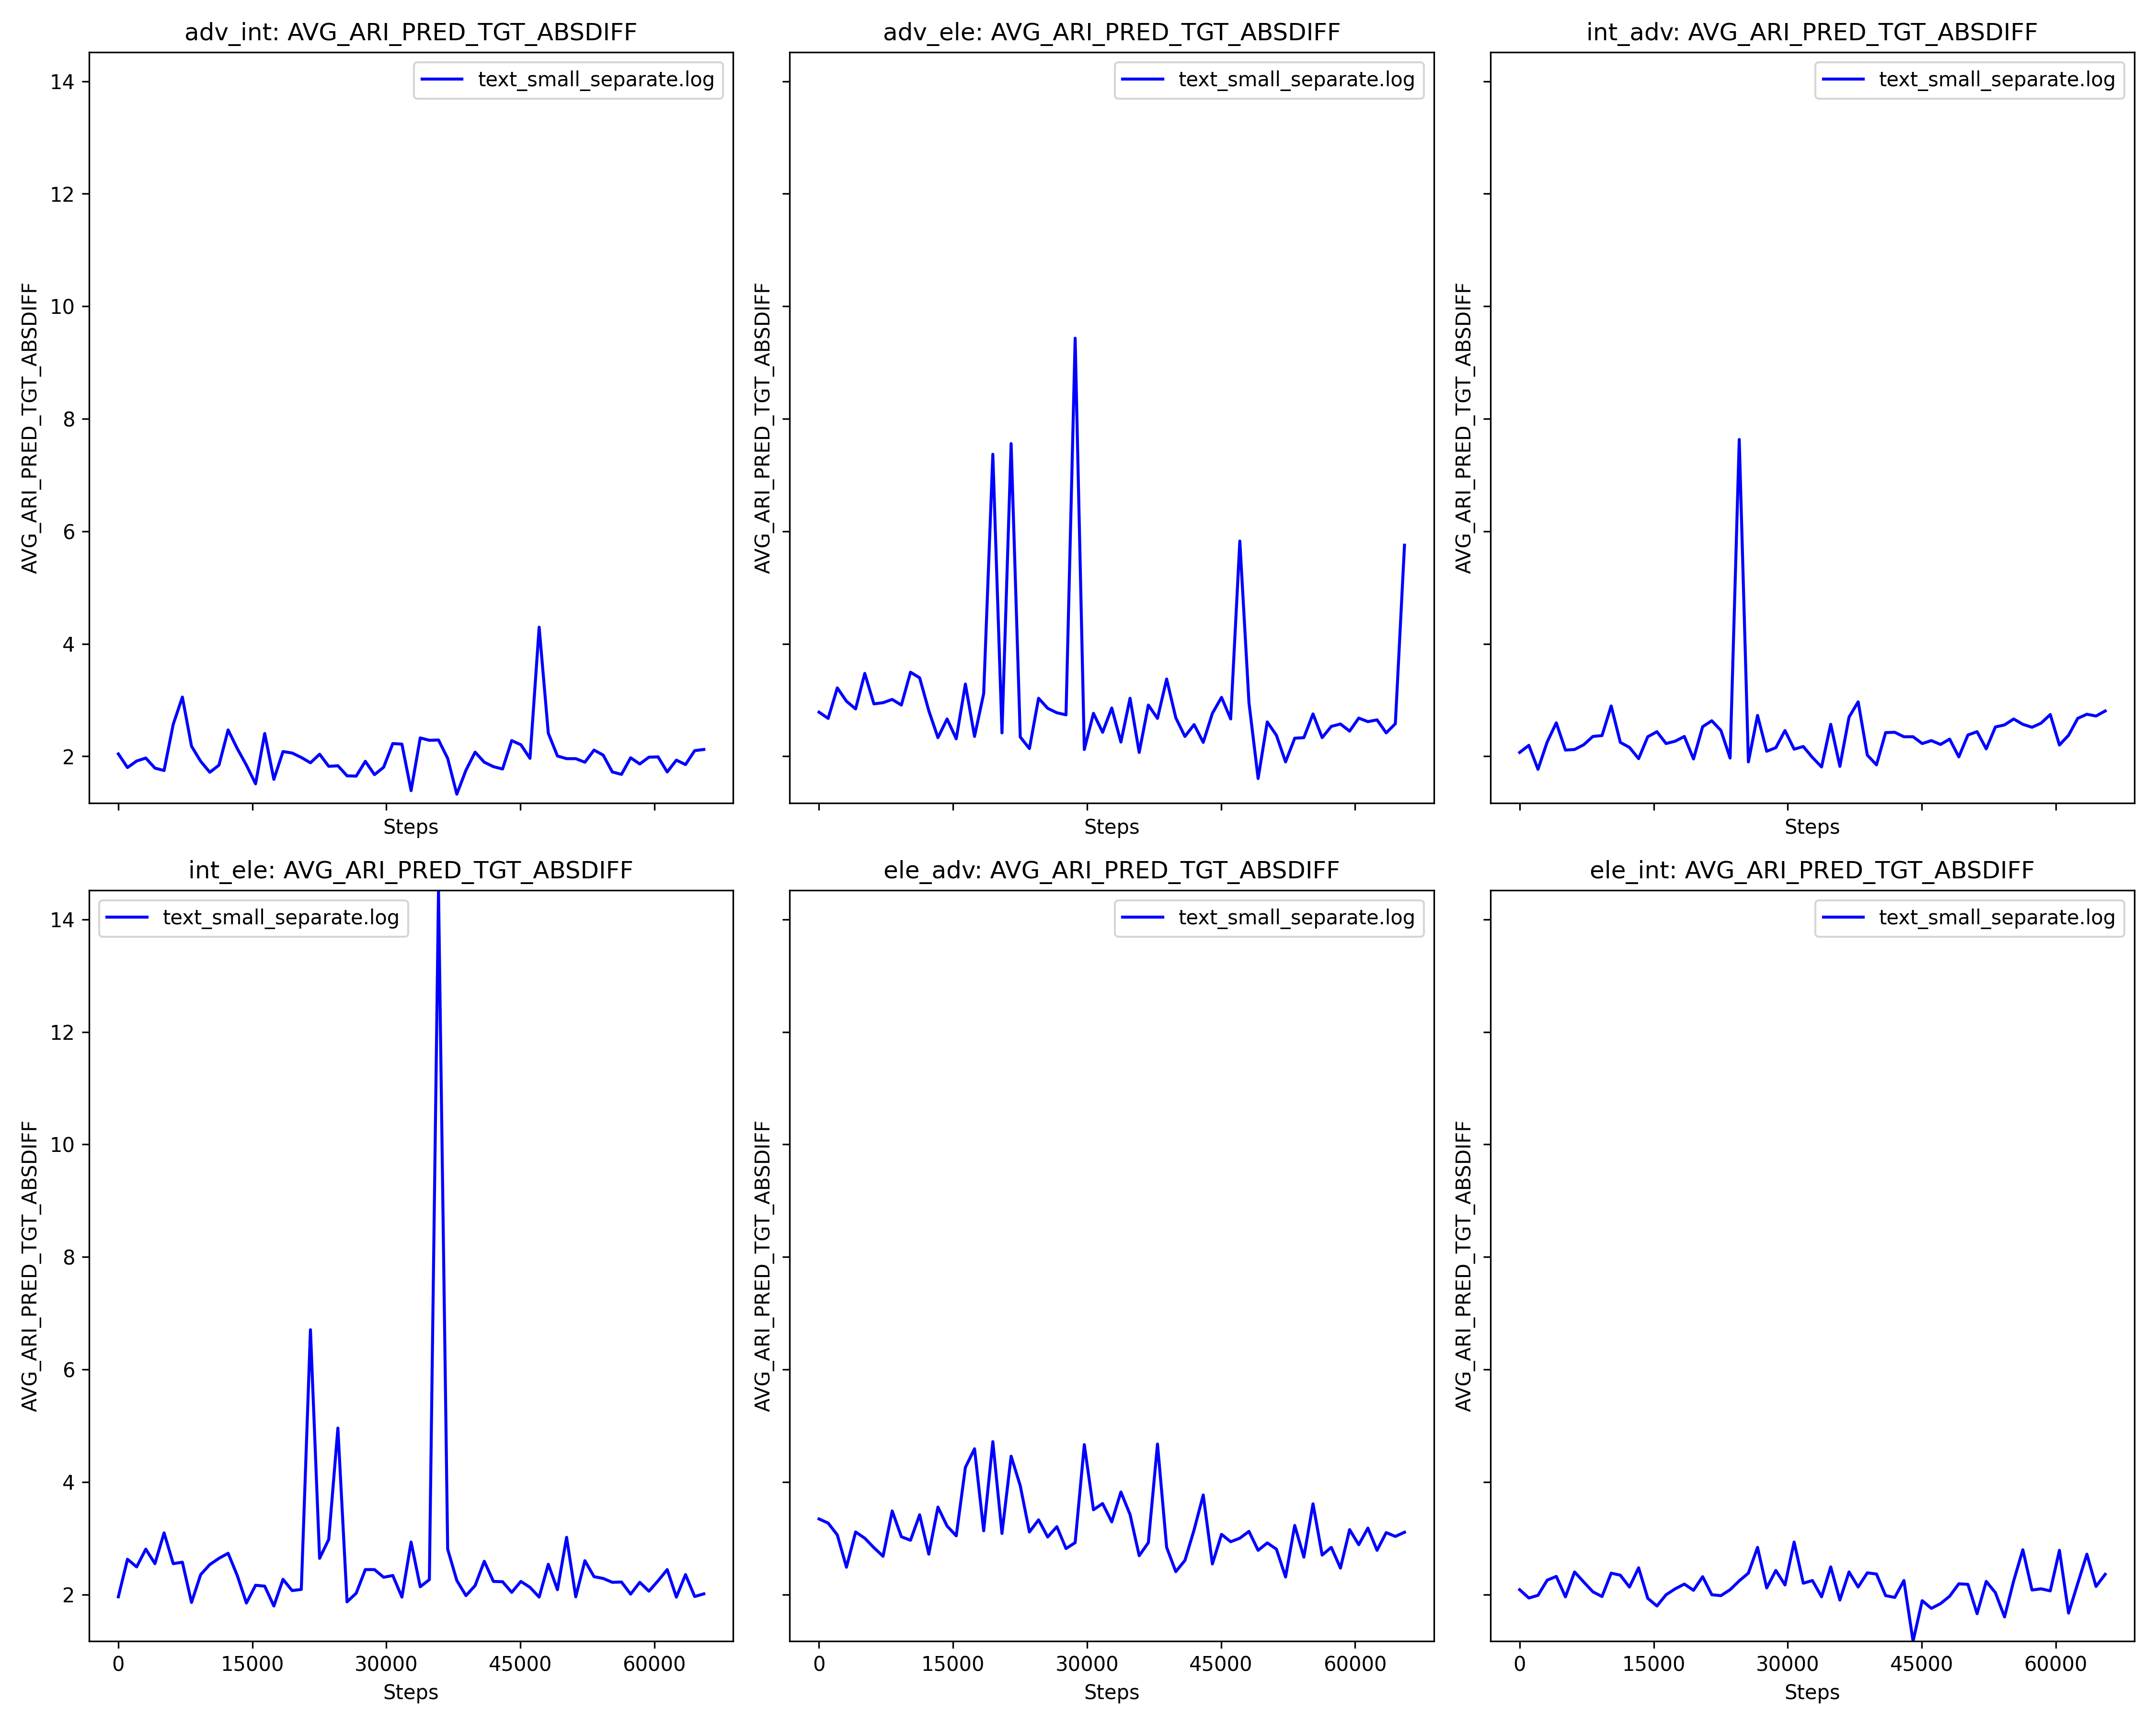 adv_int: AVG_ARI_PRED_TGT_ABSDIFF
adv_ele: AVG_ARI_PRED_TGT_ABSDIFF
int_adv: AVG_ARI_PRED_TGT_ABSDIFF
text_small_separate.log
text_small_separate.log
text_small_separate.log
14
12
10
8
6
4
2
AVG_ARI_PRED_TGT_ABSDIFF
AVG_ARI_PRED_TGT_ABSDIFF
AVG_ARI_PRED_TGT_ABSDIFF
Steps
Steps
Steps
int_ele: AVG_ARI_PRED_TGT_ABSDIFF
ele_adv: AVG_ARI_PRED_TGT_ABSDIFF
ele_int: AVG_ARI_PRED_TGT_ABSDIFF
text_small_separate.log
text_small_separate.log
text_small_separate.log
14
12
10
8
6
4
2
AVG_ARI_PRED_TGT_ABSDIFF
AVG_ARI_PRED_TGT_ABSDIFF
AVG_ARI_PRED_TGT_ABSDIFF
0 15000 30000 45000 60000
0 15000 30000 45000 60000
0 15000 30000 45000 60000
Steps
Steps
Steps